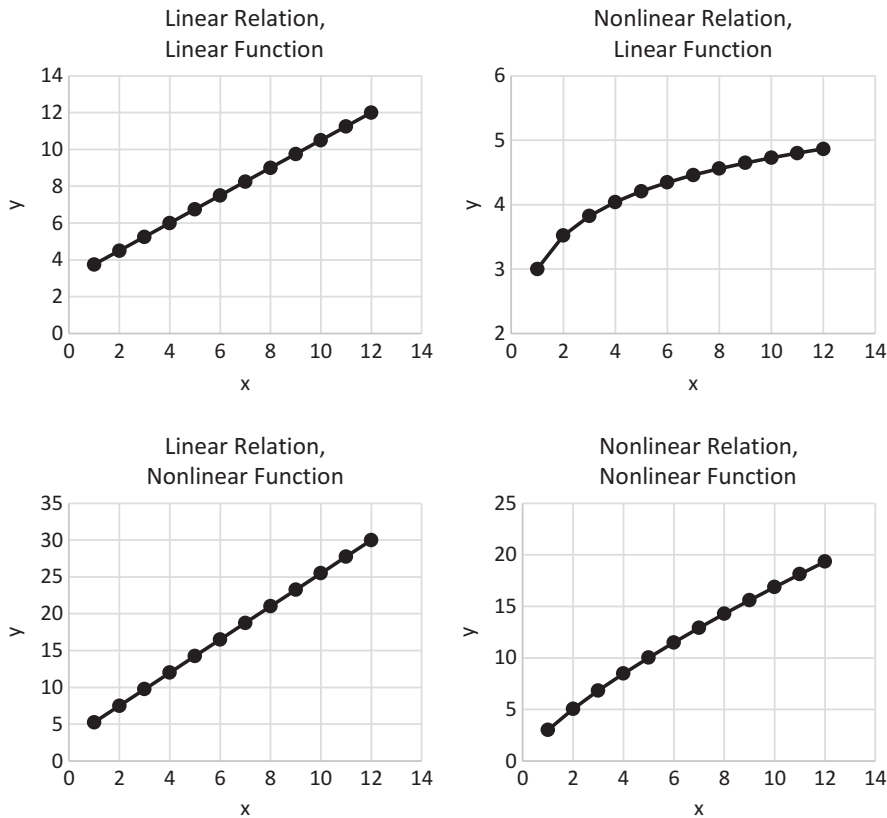 Linear Relation,
Linear Function
14
12
10
8
6
4
2
0
y
0 2 4 6 8 10 12 14
x
Nonlinear Relation,
Linear Function
6
5
4
3
2
y
0 2 4 6 8 10 12 14
x
Linear Relation,
Nonlinear Function
35
30
25
20
15
10
5
0
y
0 2 4 6 8 10 12 14
x
Nonlinear Relation,
Nonlinear Function
25
20
15
10
5
0
y
0 2 4 6 8 10 12 14
x